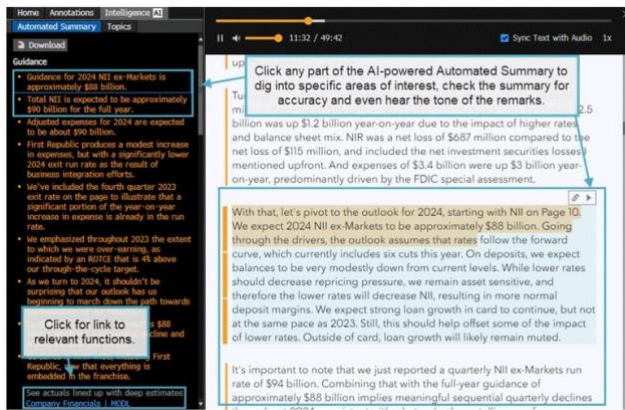 Home Annotations Intelligence AI
Automated Summary Topics
Download
Guidance
• Guidance for 2024 NII ex-Markets is
approximately $88 billion.
• Total NII is expected to be approximately
$90 billion for the full year.
• Adjusted expenses for 2024 are expected
to be about $90 billion.
• First Republic produces a modest increase
in expenses, but with a significantly lower
2024 exit run rate as the result of
business integration efforts.
• We've included the fourth quarter 2023
exit rate on the page to illustrate that a
significant portion of the year-on-year
increase in expense is already in the run
rate.
• We emphasized throughout 2023 the extent
to which we were over-earning, as
indicated by an ROTCE that is 4% above
our through-the-cycle target.
• As we turn to 2024, it shouldn't be
surprising that our outlook has us
beginning to march down the path towards
s $88
cline and
First
Republic, now that everything is
embedded in the franchise.
Click for link to
relevant functions.
See actuals lined up with deep estimates
Company Financials | MODL
11:32 / 49:42
Sync Text with Audio 1x
up
Click any part of the AI-powered Automated Summary to
dig into specific areas of interest, check the summary for
accuracy and even hear the tone of the remarks.
Tu
mi
2.5
billion was up $1.2 billion year-on-year due to the impact of higher rates
and balance sheet mix. NIR was a net loss of $687 million compared to the
net loss of $115 million, and included the net investment securities losses I
mentioned upfront. And expenses of $3.4 billion were up $3 billion year-
on-year, predominantly driven by the FDIC special assessment.
With that, let's pivot to the outlook for 2024, starting with NII on Page 10.
We expect 2024 NII ex-Markets to be approximately $88 billion. Going
through the drivers, the outlook assumes that rates follow the forward
curve, which currently includes six cuts this year. On deposits, we expect
balances to be very modestly down from current levels. While lower rates
should decrease repricing pressure, we remain asset sensitive, and
therefore the lower rates will decrease NII, resulting in more normal
deposit margins. We expect strong loan growth in card to continue, but not
at the same pace as 2023. Still, this should help offset some of the impact
of lower rates. Outside of card, loan growth will likely remain muted.
It's important to note that we just reported a quarterly NII ex-Markets run
rate of $94 billion. Combining that with the full-year guidance of
approximately $88 billion implies meaningful sequential quarterly declines